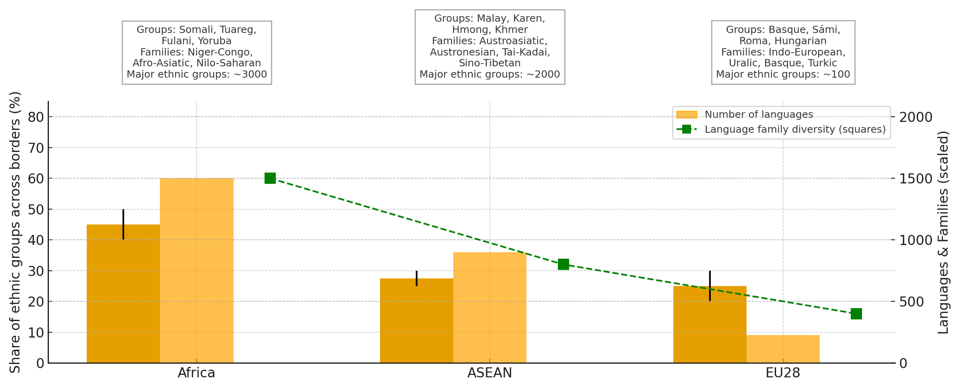 Groups: Somali, Tuareg,
Fulani, Yoruba
Families: Niger-Congo,
Afro-Asiatic, Nilo-Saharan
Major ethnic groups: ~3000
Groups: Malay, Karen,
Hmong, Khmer
Families: Austroasiatic,
Austronesian, Tai-Kadai,
Sino-Tibetan
Major ethnic groups: ~2000
Groups: Basque, Sámi,
Roma, Hungarian
Families: Indo-European,
Uralic, Basque, Turkic
Major ethnic groups: ~100
Share of ethnic groups across borders (%)
80
70
60
50
40
30
20
10
0
Number of languages
Language family diversity (squares)
2000
1500
1000
500
0
Languages & Families (scaled)
Africa
ASEAN
EU28